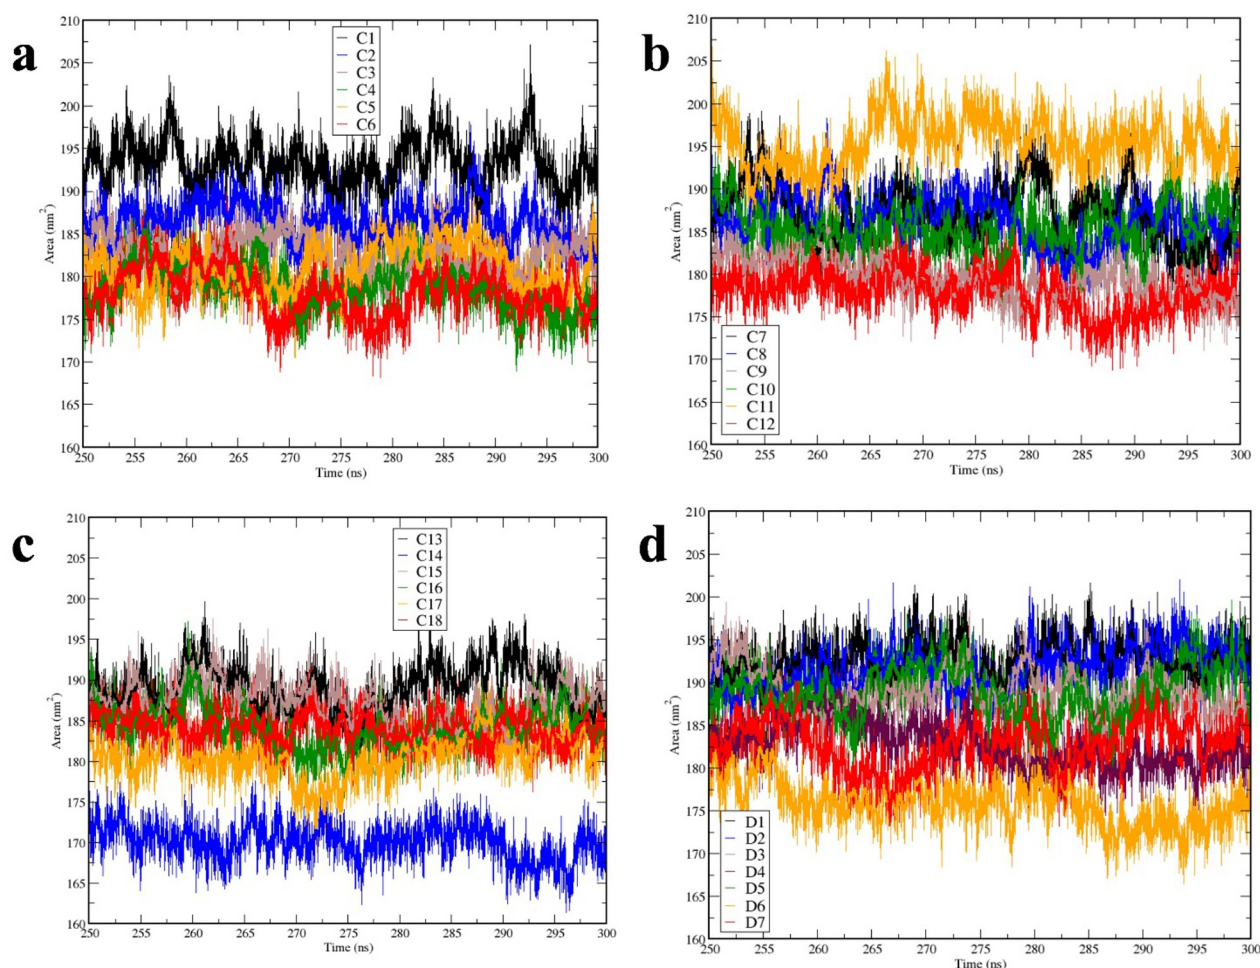 a
210
205
200
195
190
185
180
175
170
165
160
Area (nm²)
C1
C2
C3
C4
C5
C6
250 255 260 265 270 275 280 285 290 295 300
Time (ns)
b
210
205
200
195
190
185
180
175
170
165
160
Area (nm²)
C7
C8
C9
C10
C11
C12
250 255 260 265 270 275 280 285 290 295 300
Time (ns)
c
210
205
200
195
190
185
180
175
170
165
160
Area (nm²)
C13
C14
C15
C16
C17
C18
250 255 260 265 270 275 280 285 290 295 300
Time (ns)
d
210
205
200
195
190
185
180
175
170
165
160
Area (nm²)
D1
D2
D3
D4
D5
D6
D7
250 255 260 265 270 275 280 285 290 295 300
Time (ns)